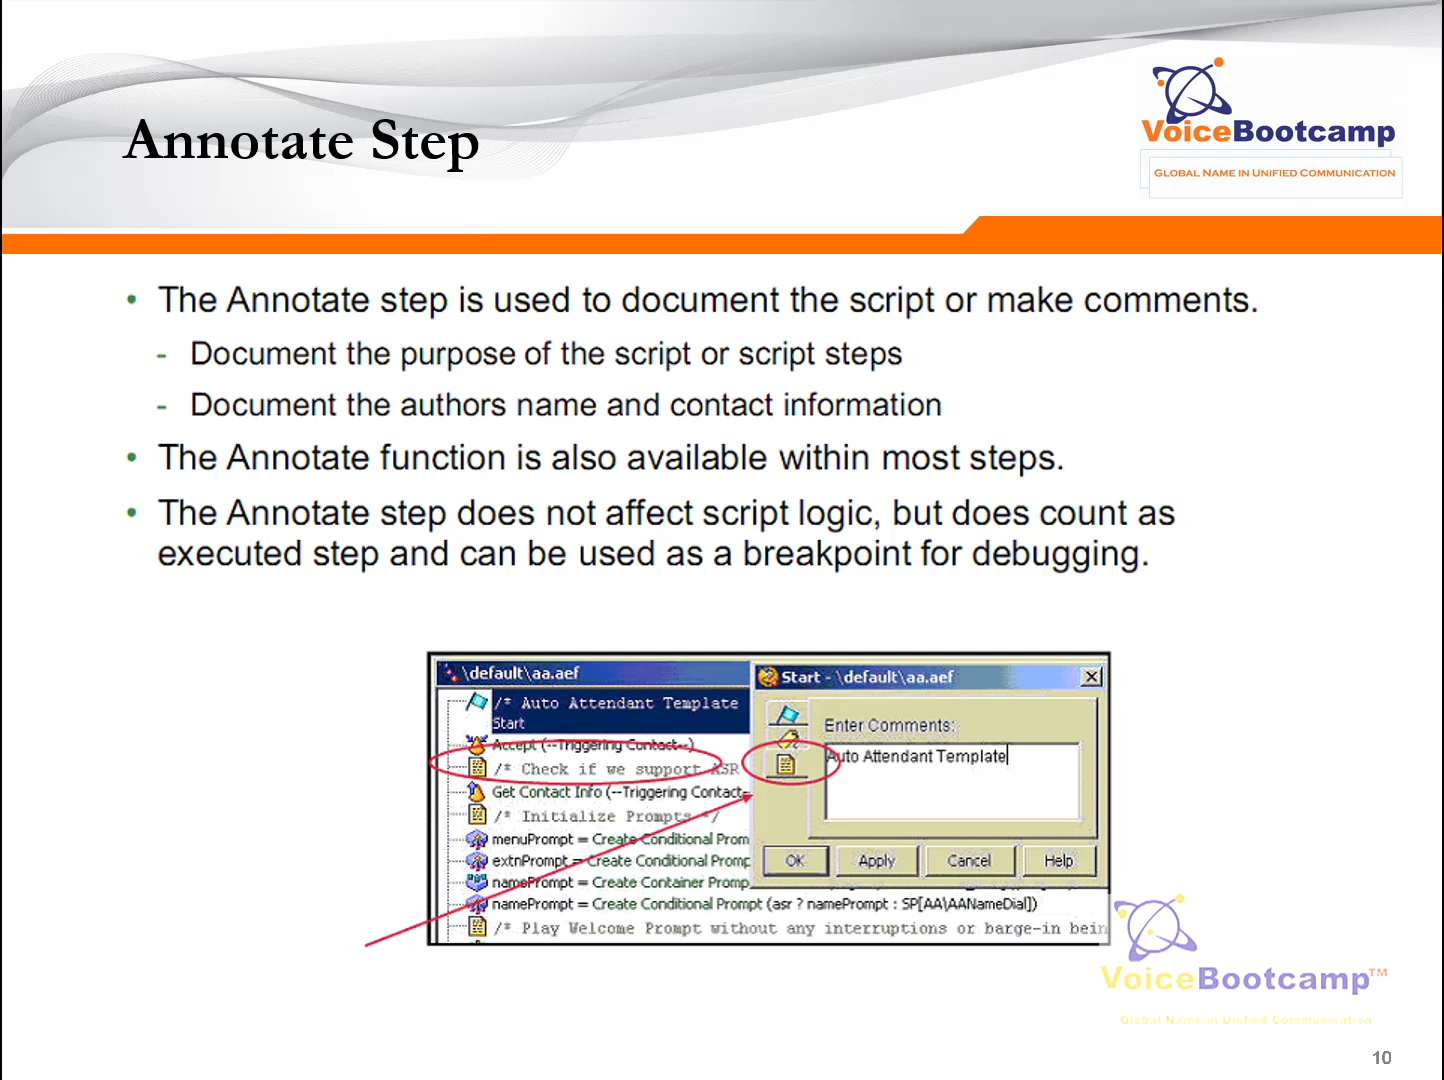 Annotate Step
VoiceBootcamp
GLOBAL NAME IN UNIFIED COMMUNICATION
• The Annotate step is used to document the script or make comments.
- Document the purpose of the script or script steps
- Document the authors name and contact information
• The Annotate function is also available within most steps.
• The Annotate step does not affect script logic, but does count as
executed step and can be used as a breakpoint for debugging.
\default\aa.aef
/* Auto Attendant Template
Start
Accept (--Triggering Contact--)
/* Check if we support ASR
Get Contact Info (--Triggering Contact-
/* Initialize Prompts */
menuPrompt = Create Conditional Prom
extnPrompt = Create Conditional Promp
namePrompt = Create Container Promp
namePrompt = Create Conditional Prompt (asr ? namePrompt : SP[AA\AANameDial])
/* Play Welcome Prompt without any interruptions or barge-in bein
Start - \default\aa.aef
Enter Comments:
Auto Attendant Template
OK
Apply
Cancel
Help
VoiceBootcamp™
Global Name in Unified Communication
10